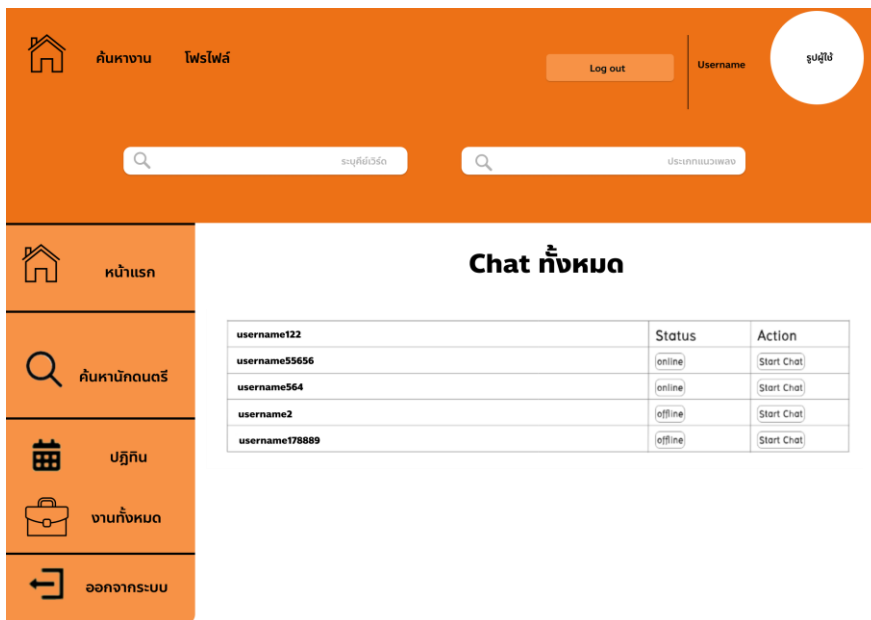 ค้นหางาน โฟรไฟล์ Log out Username รูปผู้ใช้
ระบุคีย์เวิร์ด ประเภทแนวเพลง
หน้าแรก
ค้นหานักดนตรี
ปฎิทิน
งานทั้งหมด
ออกจากระบบ
Chat ทั้งหมด
username122 Status Action
username55656 online Start Chat
username564 online Start Chat
username2 offline Start Chat
username178889 offline Start Chat